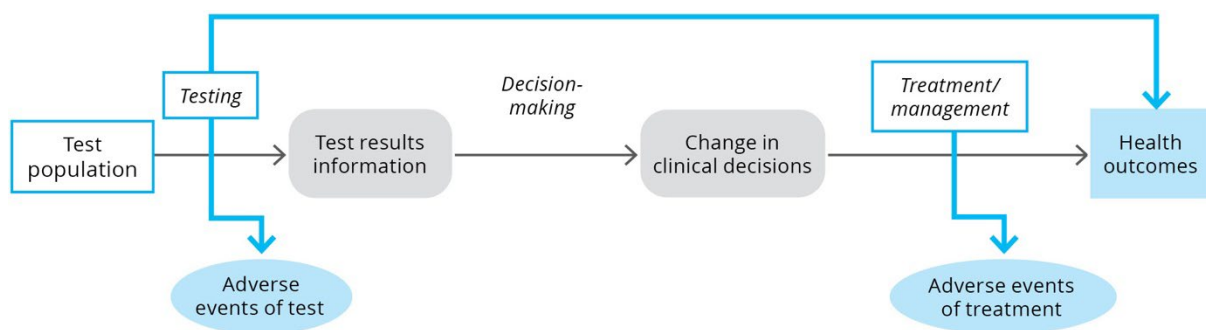 Testing
Decision-
making
Treatment/
management
Test
population
Test results
information
Change in
clinical decisions
Health
outcomes
Adverse
events of test
Adverse events
of treatment